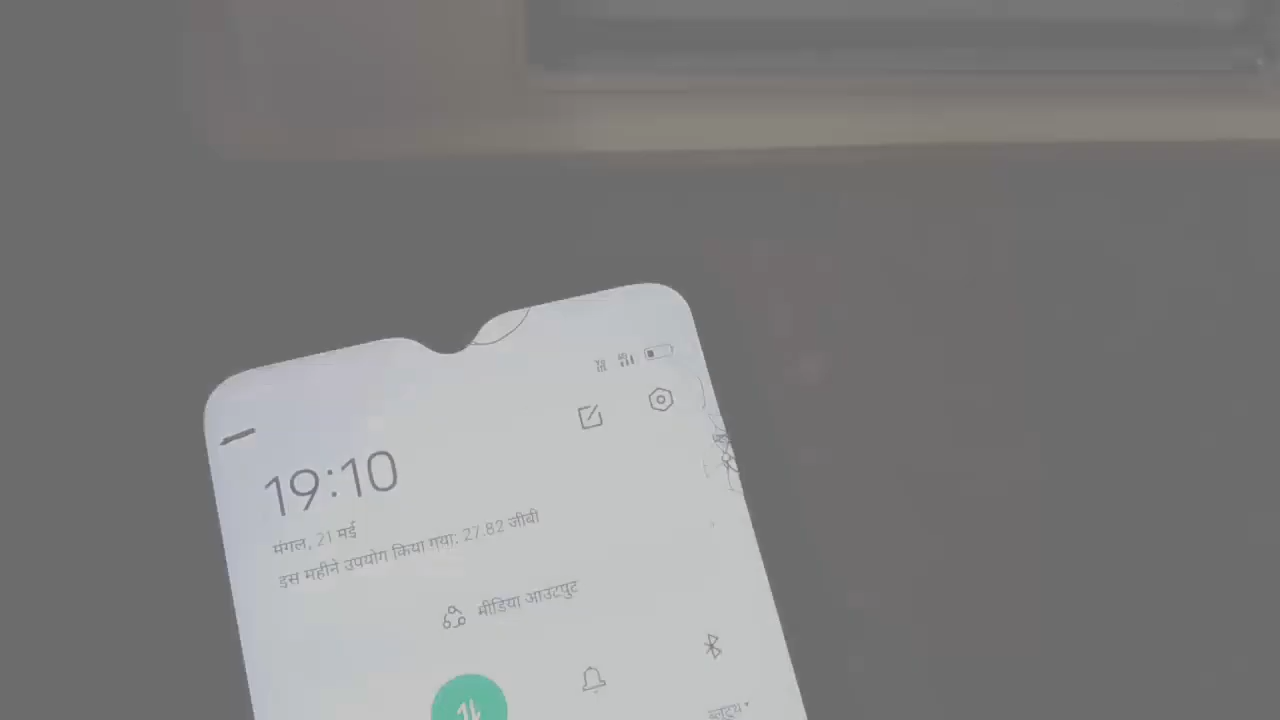 19:10
मंगल, 21 मई
इस महीने उपयोग किया गया: 27.82 जीबी
मीडिया आउटपुट
ब्लूटूथ